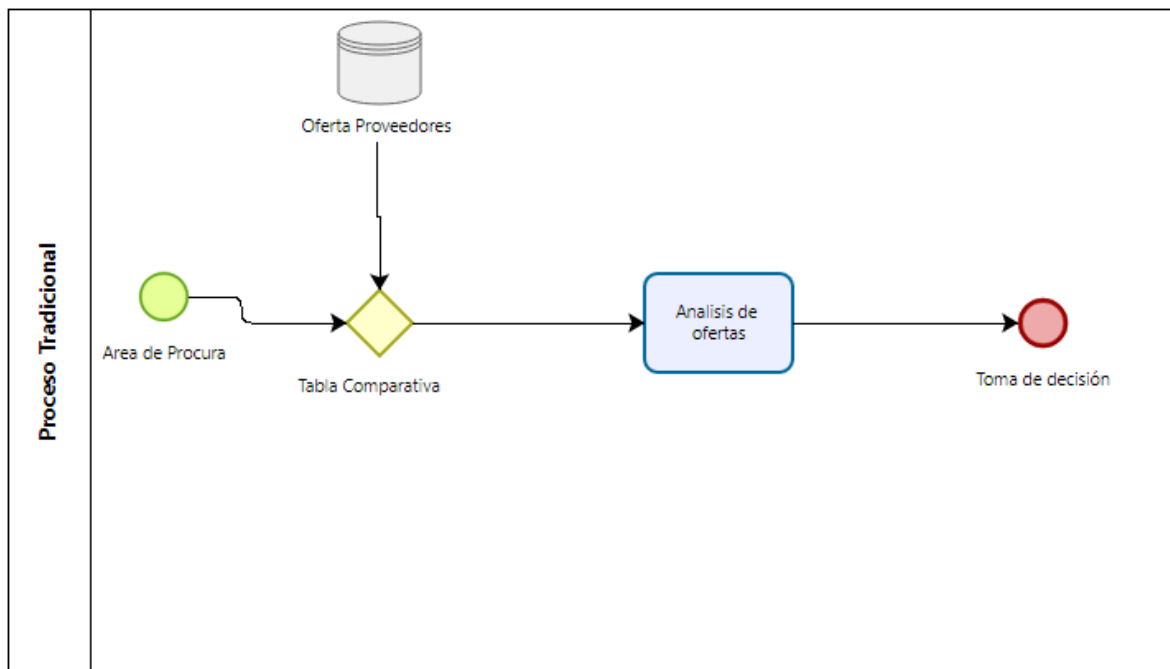 Proceso Tradicional
Oferta Proveedores
Area de Procura
Tabla Comparativa
Analisis de
ofertas
Toma de decisión